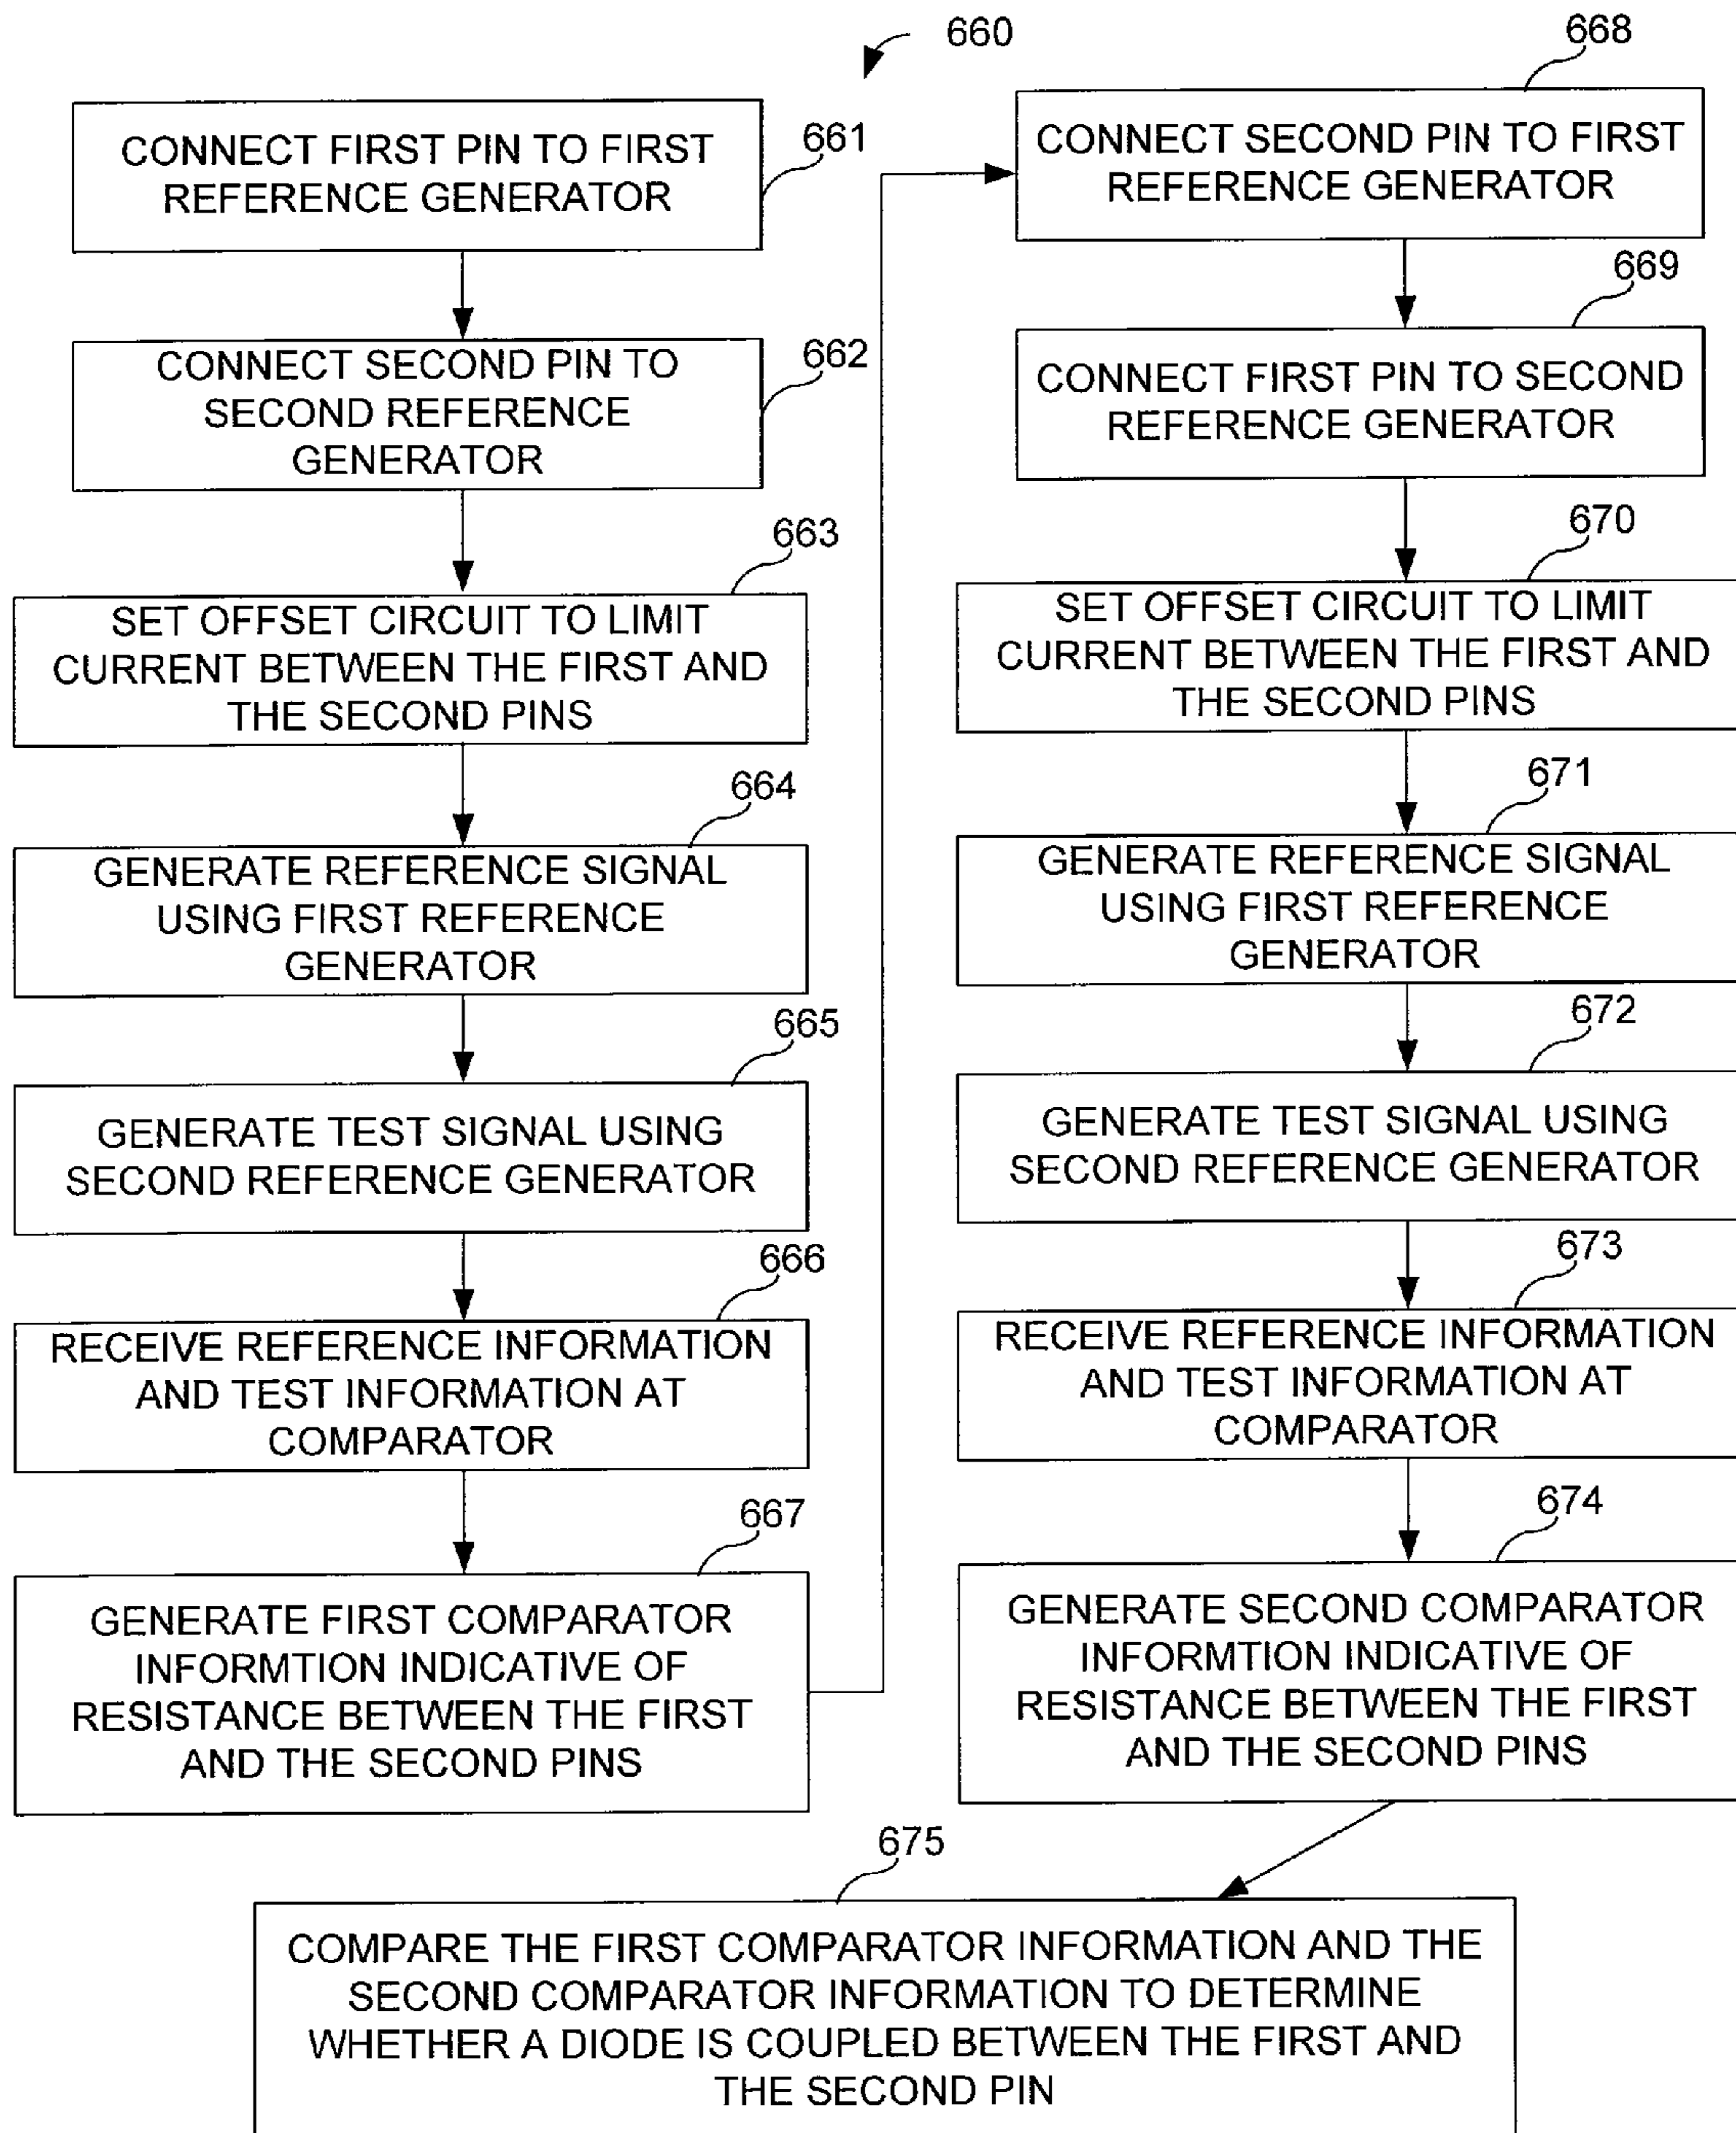 660
CONNECT FIRST PIN TO FIRST
REFERENCE GENERATOR
661
CONNECT SECOND PIN TO
SECOND REFERENCE
GENERATOR
662
663
SET OFFSET CIRCUIT TO LIMIT
CURRENT BETWEEN THE FIRST AND
THE SECOND PINS
664
GENERATE REFERENCE SIGNAL
USING FIRST REFERENCE
GENERATOR
665
GENERATE TEST SIGNAL USING
SECOND REFERENCE GENERATOR
666
RECEIVE REFERENCE INFORMATION
AND TEST INFORMATION AT
COMPARATOR
667
GENERATE FIRST COMPARATOR
INFORMTION INDICATIVE OF
RESISTANCE BETWEEN THE FIRST
AND THE SECOND PINS
668
CONNECT SECOND PIN TO FIRST
REFERENCE GENERATOR
669
CONNECT FIRST PIN TO SECOND
REFERENCE GENERATOR
670
SET OFFSET CIRCUIT TO LIMIT
CURRENT BETWEEN THE FIRST AND
THE SECOND PINS
671
GENERATE REFERENCE SIGNAL
USING FIRST REFERENCE
GENERATOR
672
GENERATE TEST SIGNAL USING
SECOND REFERENCE GENERATOR
673
RECEIVE REFERENCE INFORMATION
AND TEST INFORMATION AT
COMPARATOR
674
GENERATE SECOND COMPARATOR
INFORMTION INDICATIVE OF
RESISTANCE BETWEEN THE FIRST
AND THE SECOND PINS
675
COMPARE THE FIRST COMPARATOR INFORMATION AND THE
SECOND COMPARATOR INFORMATION TO DETERMINE
WHETHER A DIODE IS COUPLED BETWEEN THE FIRST AND
THE SECOND PIN